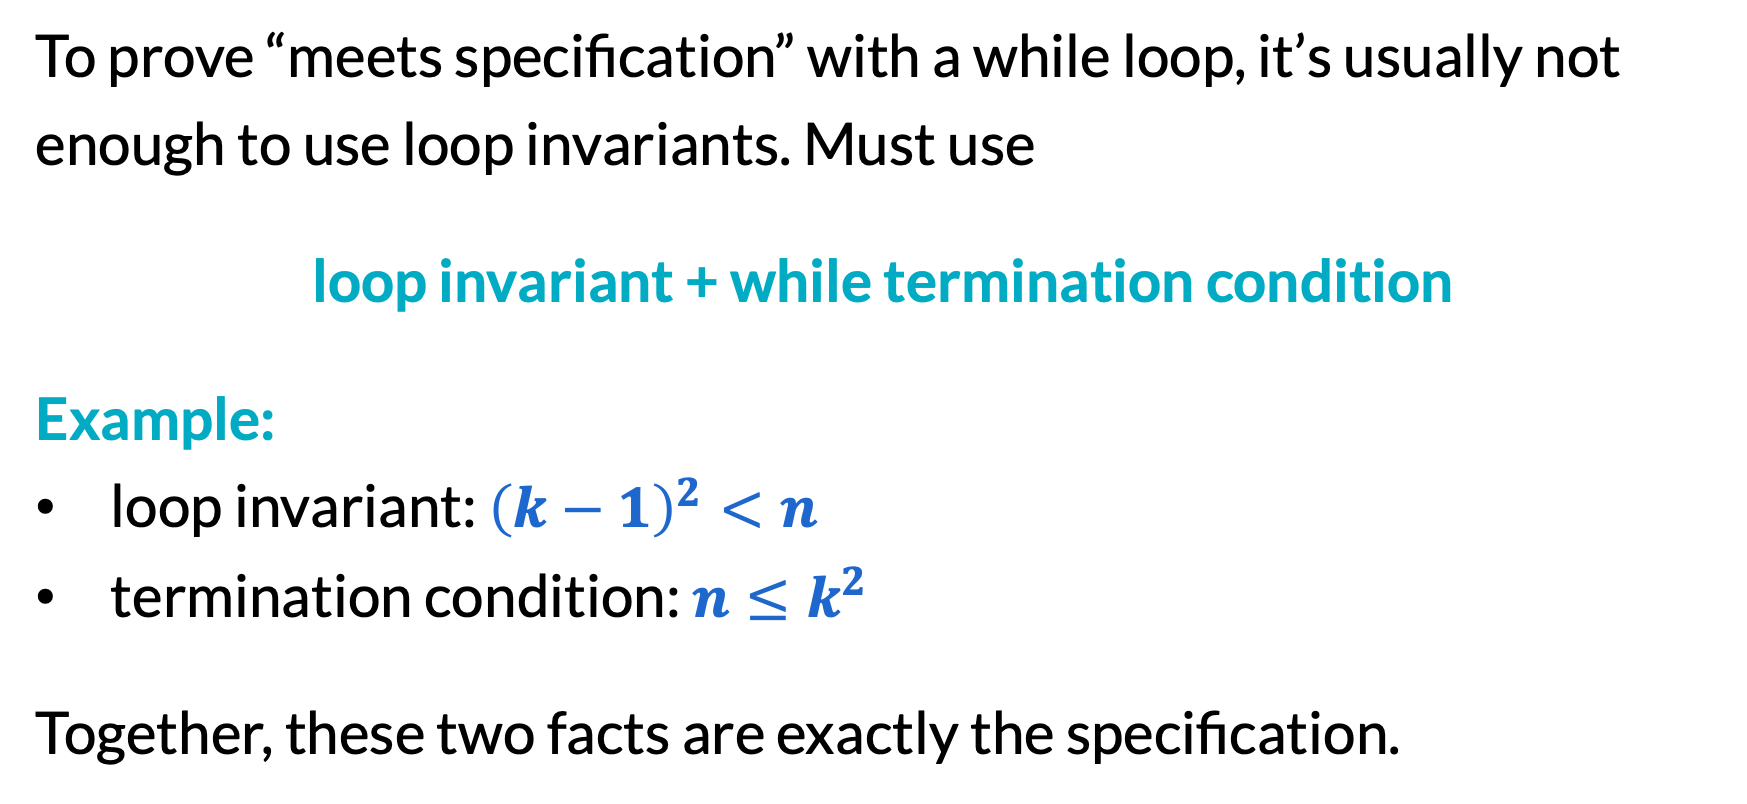 To prove “meets specification” with a while loop, it’s usually not
enough to use loop invariants. Must use
loop invariant + while termination condition
Example:
• loop invariant: (k − 1)² < n
• termination condition: n ≤ k²
Together, these two facts are exactly the specification.